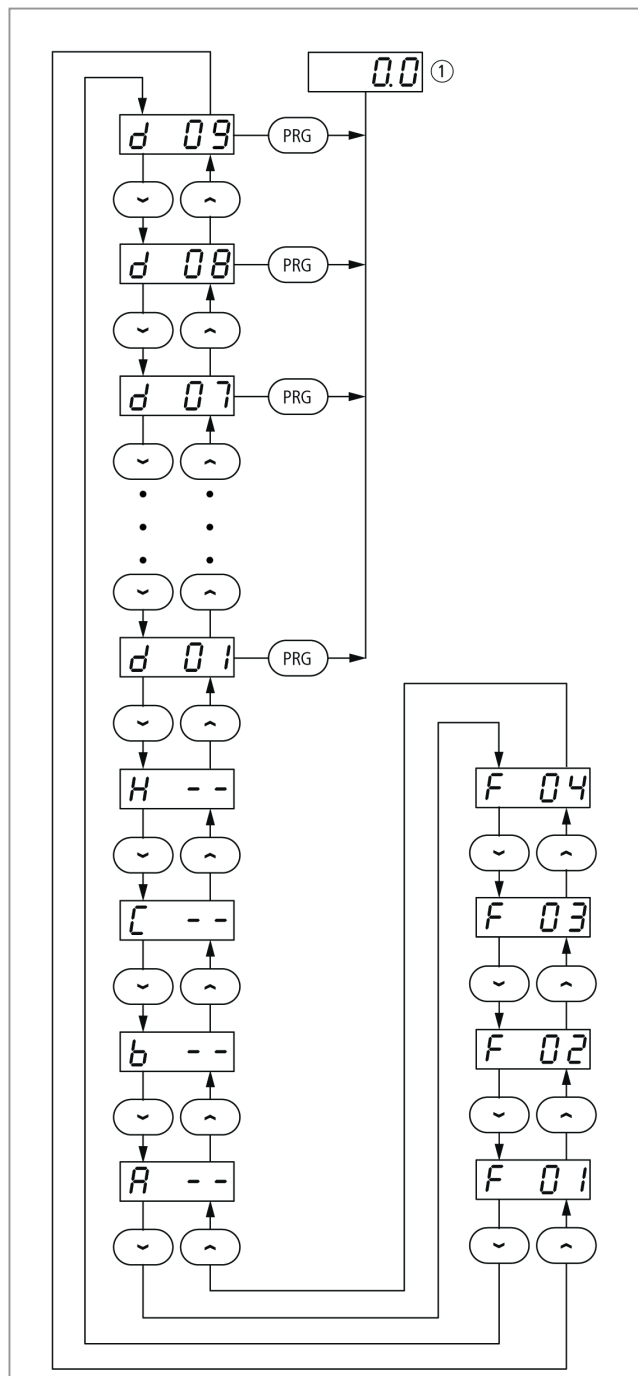 0.0 ①
d 09 PRG
d 08 PRG
d 07 PRG
d 01 PRG
H --
C --
b --
A --
F 04
F 03
F 02
F 01